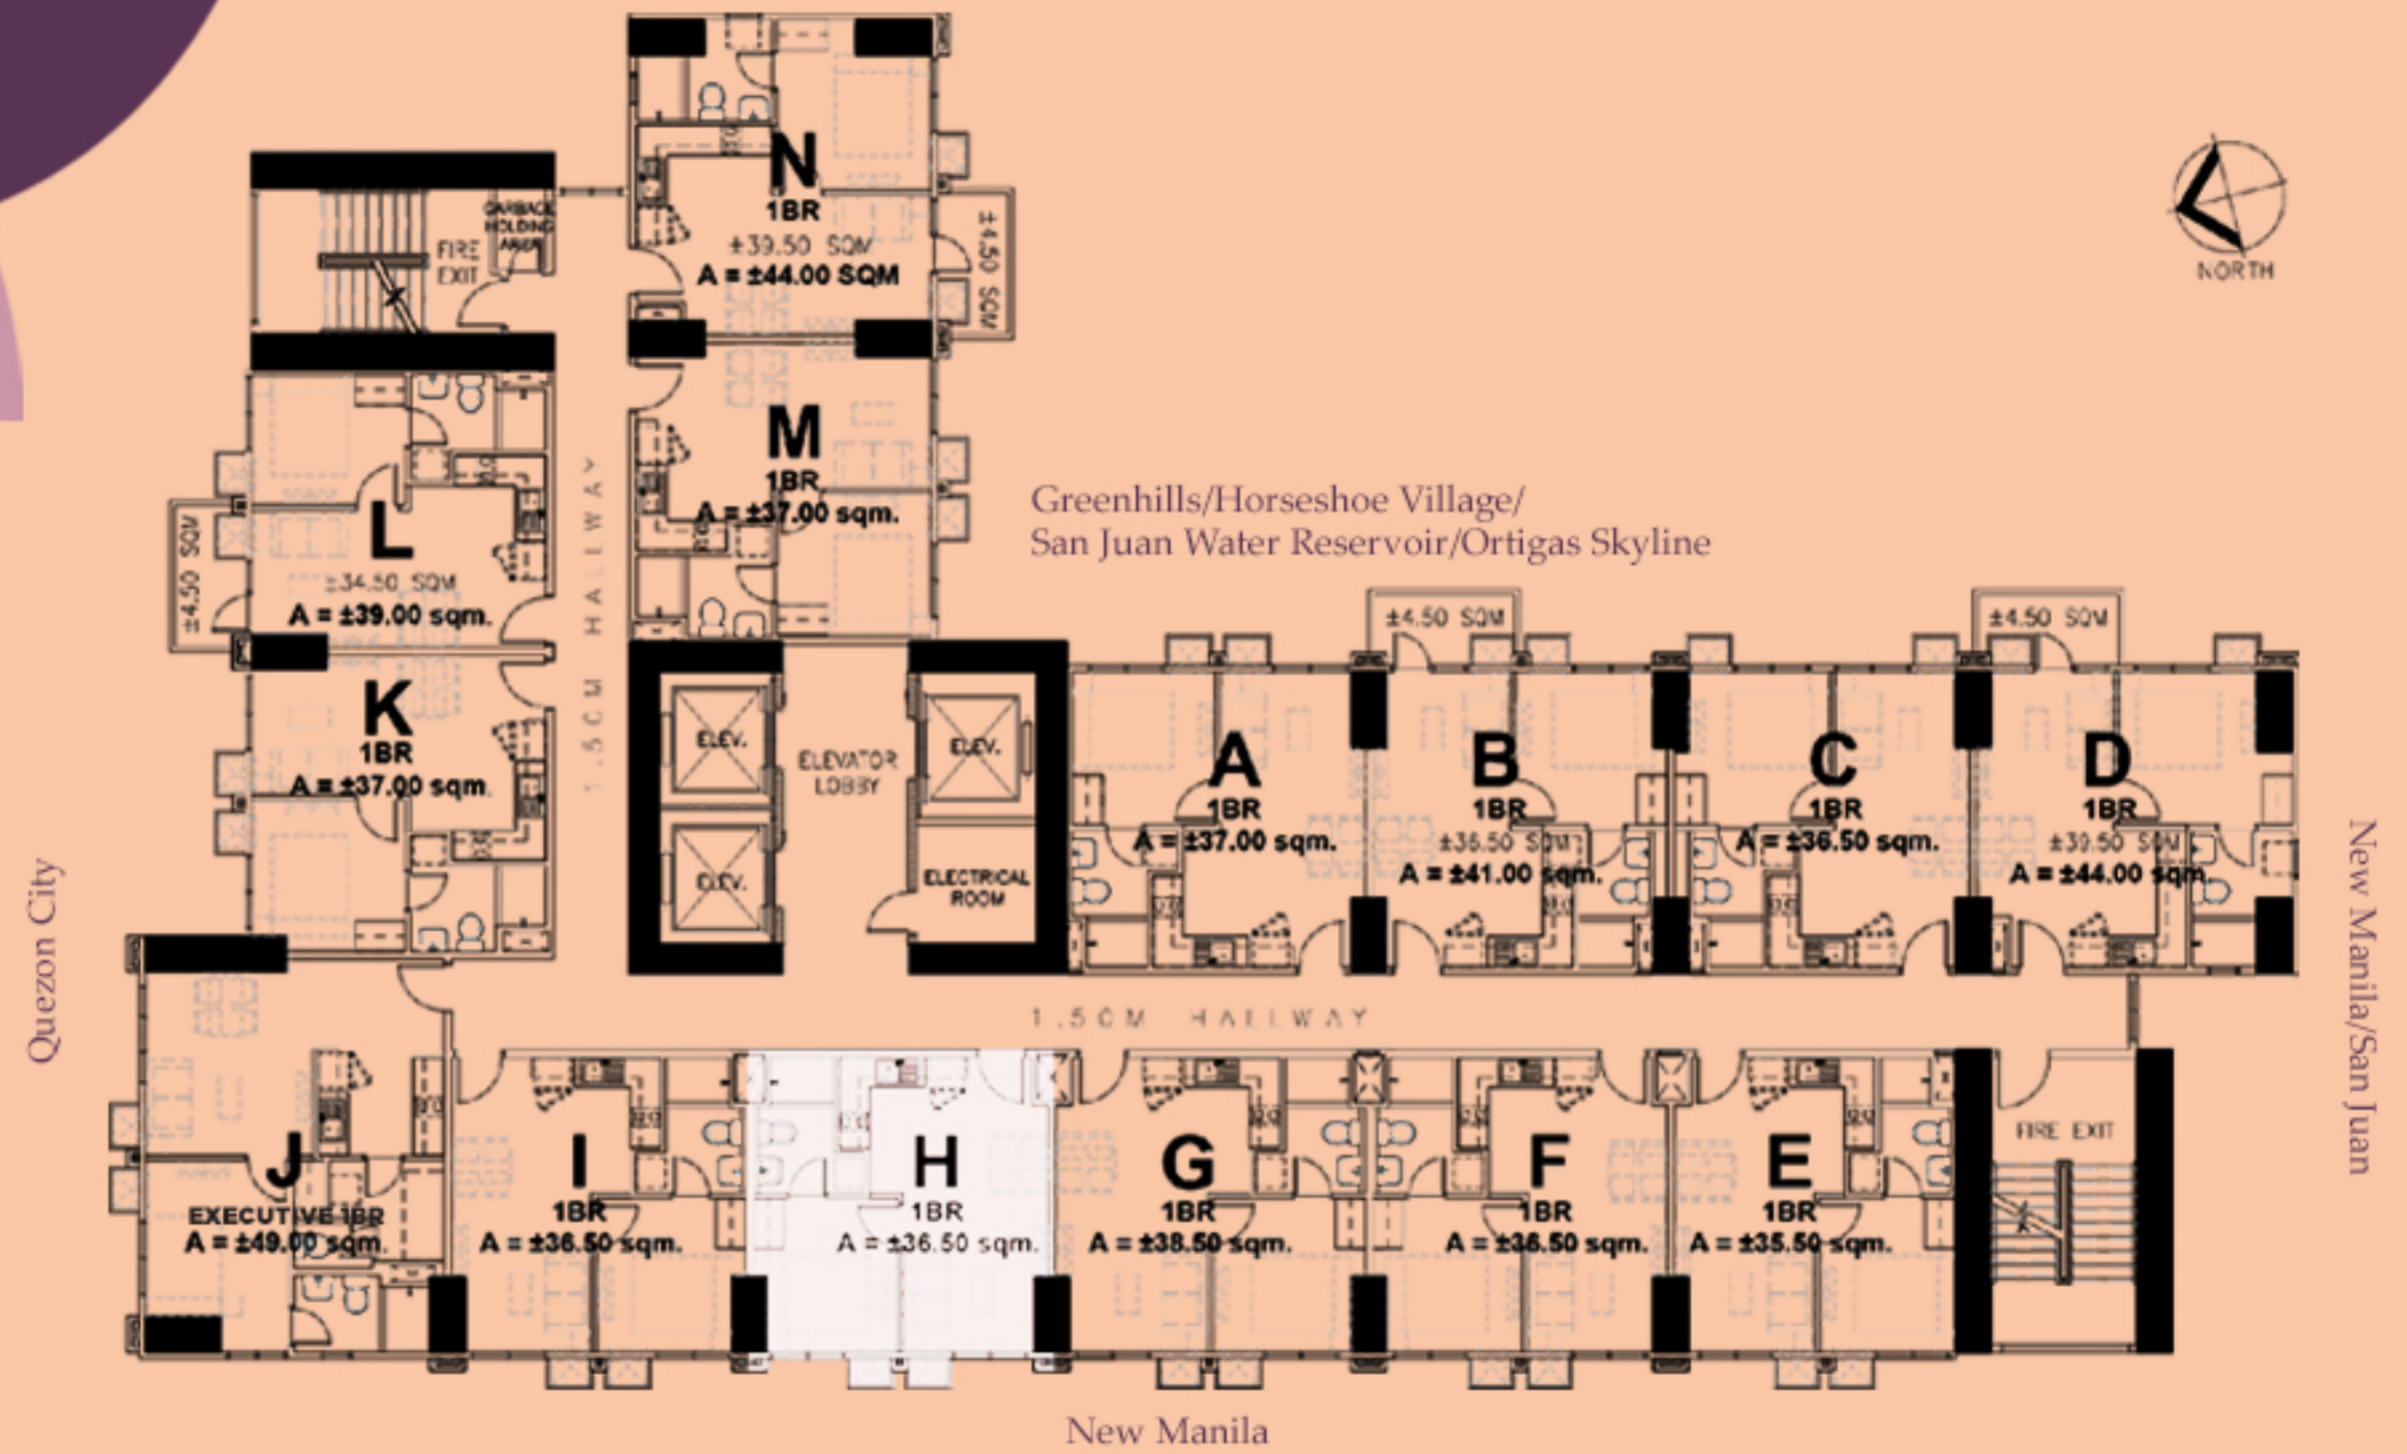 N
1BR
±39.50 SQM
A = ±44.00 SQM
±4.50 SQM
GARBAGE
HOLDING
AREA
FIRE
EXIT
NORTH
M
1BR
A = ±37.00 sqm.
L
±34.50 SQM
A = ±39.00 sqm.
±4.50 SQM
1.50M HALLWAY
Greenhills/Horseshoe Village/
San Juan Water Reservoir/Ortigas Skyline
K
1BR
A = ±37.00 sqm.
ELEV.
ELEV.
ELEV.
ELEVATOR
LOBBY
ELECTRICAL
ROOM
A
1BR
A = ±37.00 sqm.
±4.50 SQM
B
1BR
±36.50 SQM
A = ±41.00 sqm.
C
1BR
A = ±36.50 sqm.
±4.50 SQM
D
1BR
±39.50 SQM
A = ±44.00 sqm.
Quezon City
New Manila/San Juan
1.50M HALLWAY
J
EXECUTIVE 1BR
A = ±49.00 sqm.
I
1BR
A = ±36.50 sqm.
H
1BR
A = ±36.50 sqm.
G
1BR
A = ±38.50 sqm.
F
1BR
A = ±36.50 sqm.
E
1BR
A = ±35.50 sqm.
FIRE EXIT
New Manila